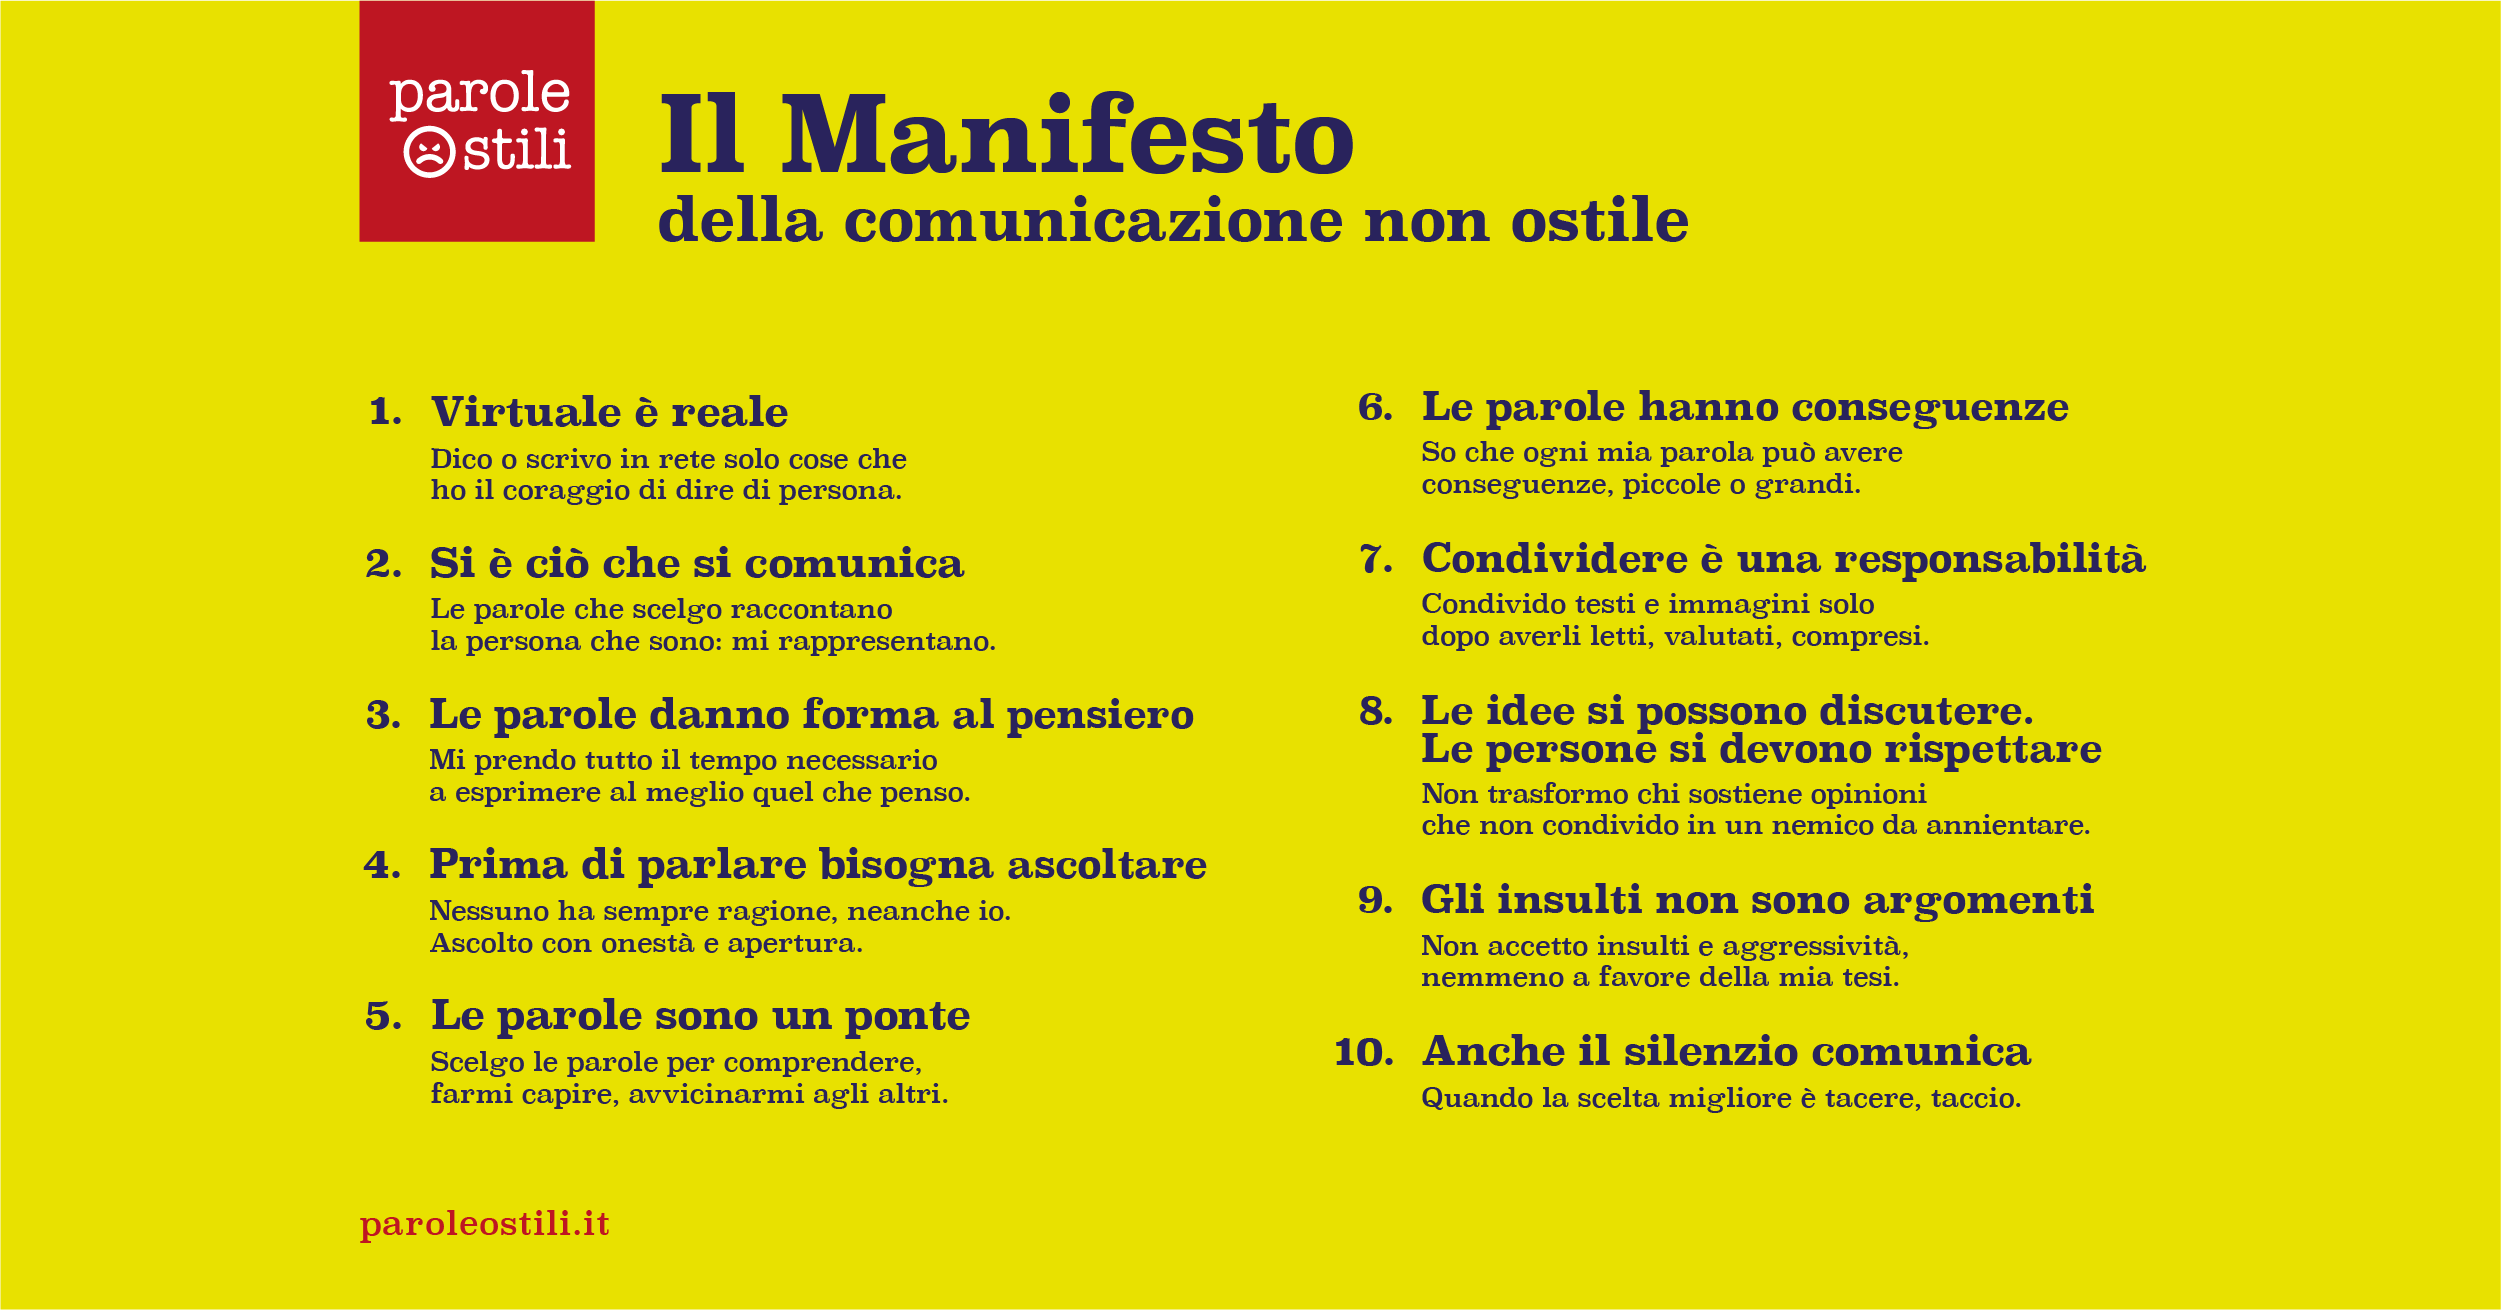 parole
Ostili
Il Manifesto
della comunicazione non ostile
1. Virtuale è reale
Dico o scrivo in rete solo cose che
ho il coraggio di dire di persona.
2. Si è ciò che si comunica
Le parole che scelgo raccontano
la persona che sono: mi rappresentano.
3. Le parole danno forma al pensiero
Mi prendo tutto il tempo necessario
a esprimere al meglio quel che penso.
4. Prima di parlare bisogna ascoltare
Nessuno ha sempre ragione, neanche io.
Ascolto con onestà e apertura.
5. Le parole sono un ponte
Scelgo le parole per comprendere,
farmi capire, avvicinarmi agli altri.
6. Le parole hanno conseguenze
So che ogni mia parola può avere
conseguenze, piccole o grandi.
7. Condividere è una responsabilità
Condivido testi e immagini solo
dopo averli letti, valutati, compresi.
8. Le idee si possono discutere.
Le persone si devono rispettare
Non trasformo chi sostiene opinioni
che non condivido in un nemico da annientare.
9. Gli insulti non sono argomenti
Non accetto insulti e aggressività,
nemmeno a favore della mia tesi.
10. Anche il silenzio comunica
Quando la scelta migliore è tacere, taccio.
paroleostili.it